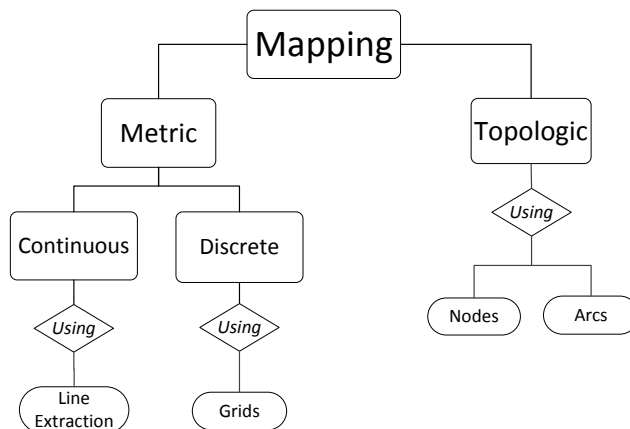 Mapping
Metric
Topologic
Using
Continuous
Discrete
Nodes
Arcs
Using
Using
Line
Extraction
Grids